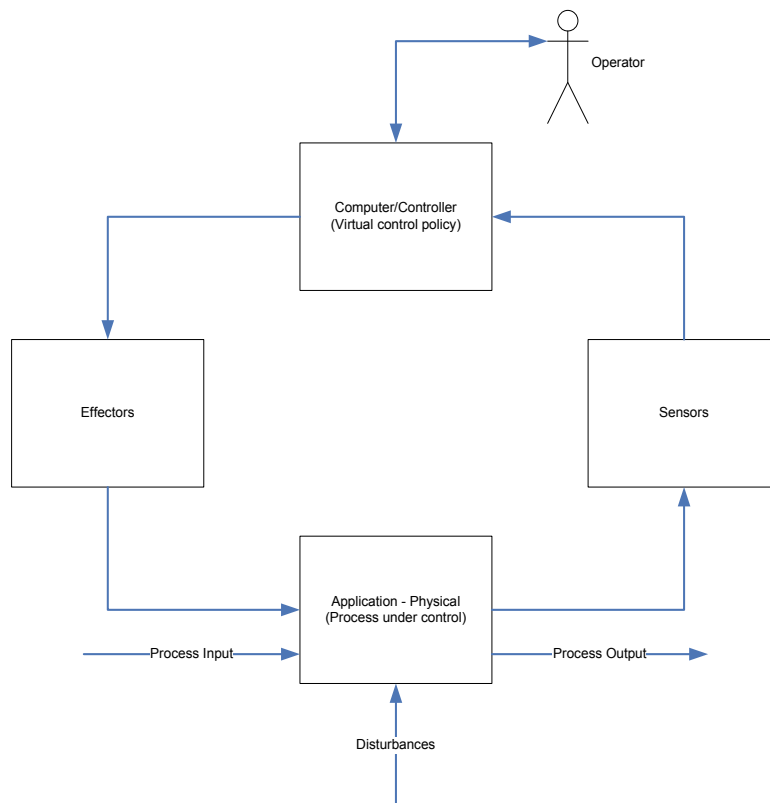 Operator
Computer/Controller
(Virtual control policy)
Effectors
Sensors
Application - Physical
(Process under control)
Process Input
Process Output
Disturbances